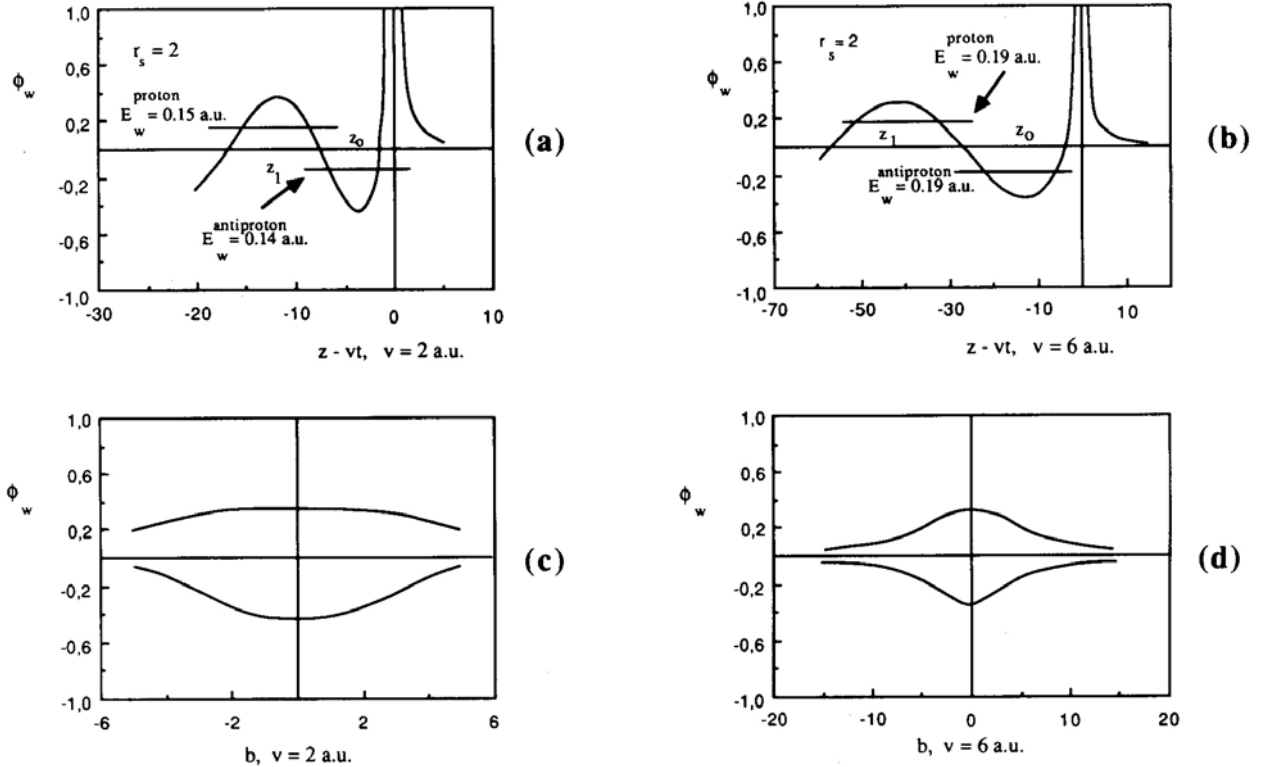 1,0
0,6
0,2
-0,2
-0,6
-1,0
ϕ w
r s = 2
proton
E w = 0.15 a.u.
z o
z 1
antiproton
E w = 0.14 a.u.
-30 -20 -10 0 10
z - vt, v = 2 a.u.
(a)
1,0
0,6
0,2
-0,2
-0,6
-1,0
ϕ w
r s = 2
proton
E w = 0.19 a.u.
z 1
z o
antiproton
E w = 0.19 a.u.
-70 -50 -30 -10 10
z - vt, v = 6 a.u.
(b)
1,0
0,6
0,2
-0,2
-0,6
-1,0
ϕ w
-6 -2 2 6
b, v = 2 a.u.
(c)
1,0
0,6
0,2
-0,2
-0,6
-1,0
ϕ w
-20 -10 0 10 20
b, v = 6 a.u.
(d)